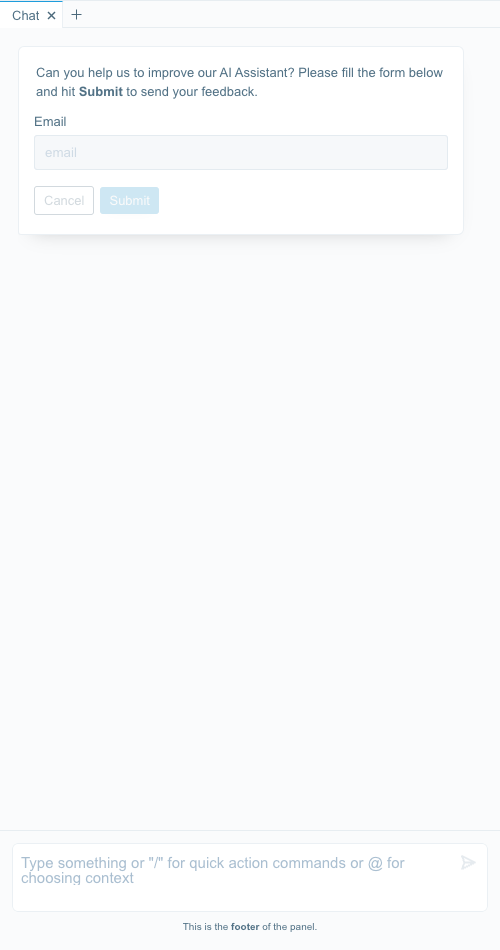 Chat
Can you help us to improve our AI Assistant? Please fill the form below
and hit Submit to send your feedback.
Email
email
Cancel Submit
Type something or "/" for quick action commands or @ for
choosing context
This is the footer of the panel.